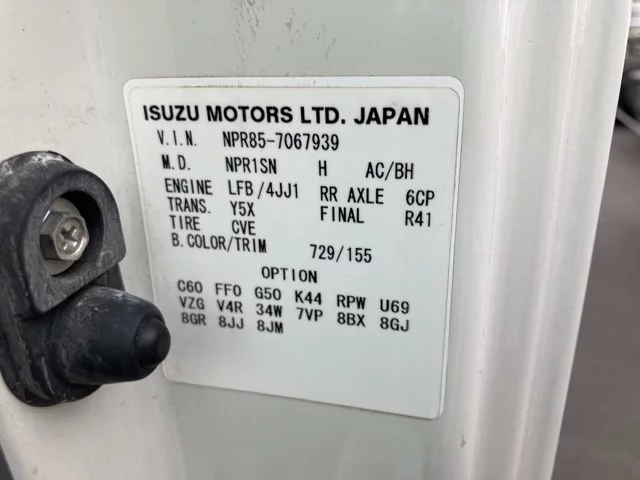 ISUZU MOTORS LTD. JAPAN
V.I.N. NPR85-7067939
M.D. NPR1SN H AC/BH
ENGINE LFB/4JJ1 RR AXLE 6CP
TRANS. Y5X FINAL R41
TIRE CVE
B.COLOR/TRIM 729/155
OPTION
C60 FF0 G50 K44 RPW U69
VZG V4R 34W 7VP 8BX 8GJ
8GR 8JJ 8JM